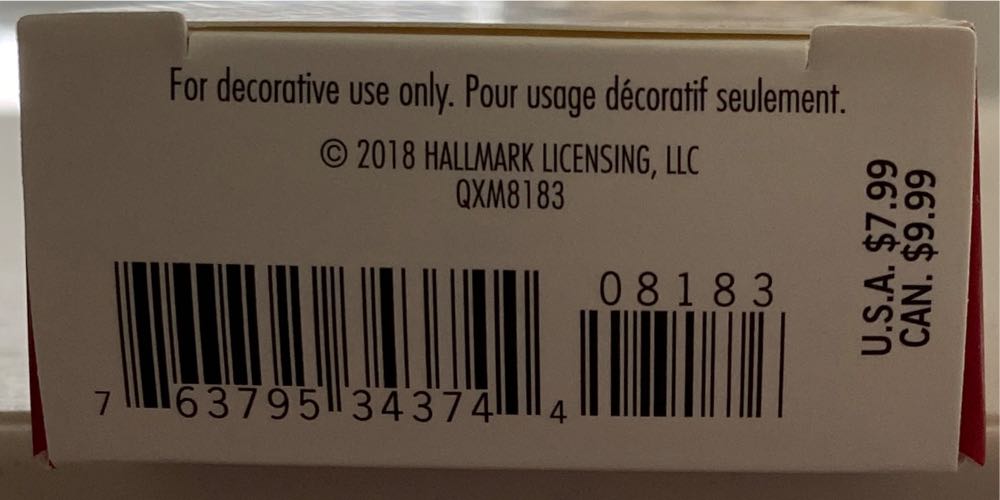 For decorative use only. Pour usage décoratif seulement.
© 2018 HALLMARK LICENSING, LLC
QXM8183
08183
7 63795 34374 4
U.S.A. $7.99
CAN. $9.99